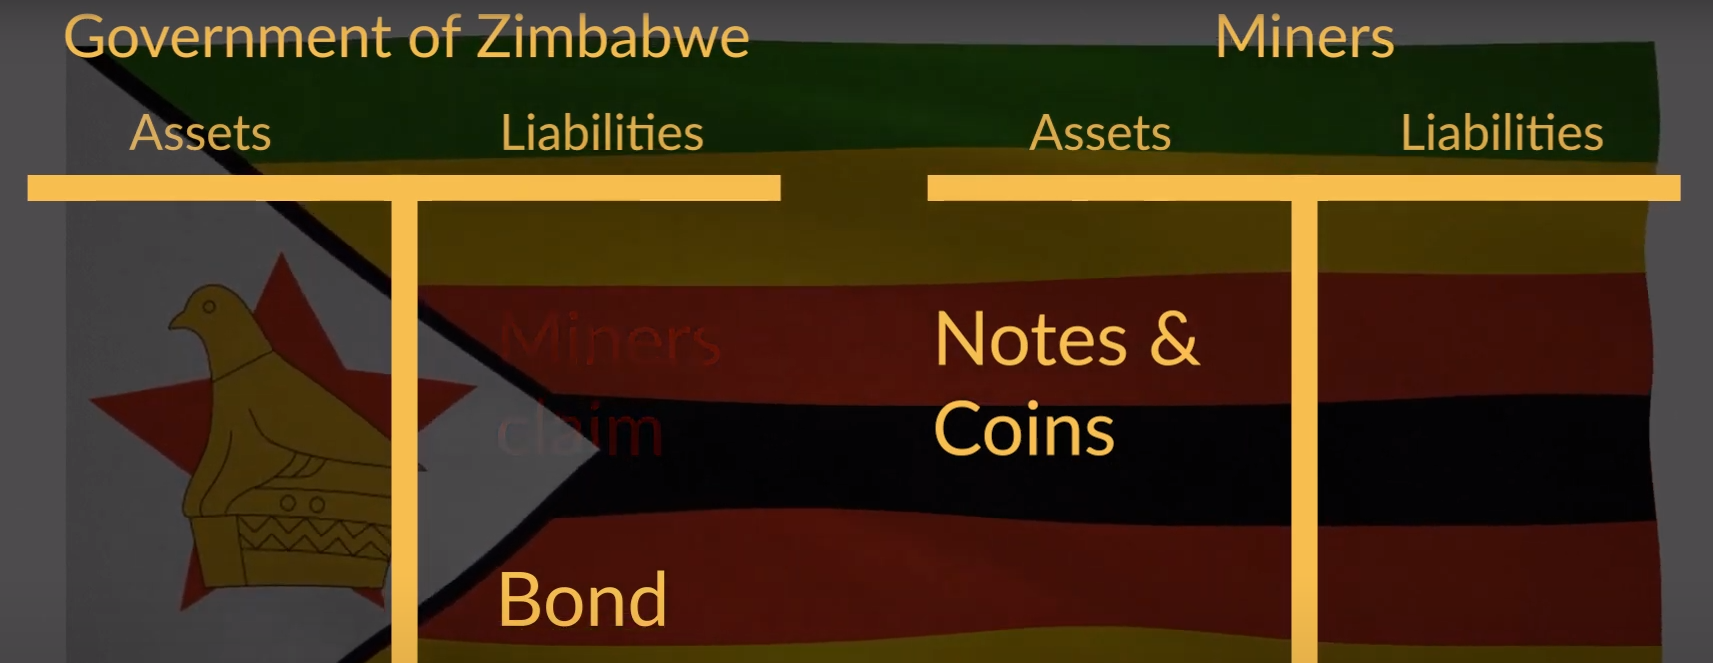 Government of Zimbabwe
Miners
Assets
Liabilities
Assets
Liabilities
Miners
claim
Notes &
Coins
Bond